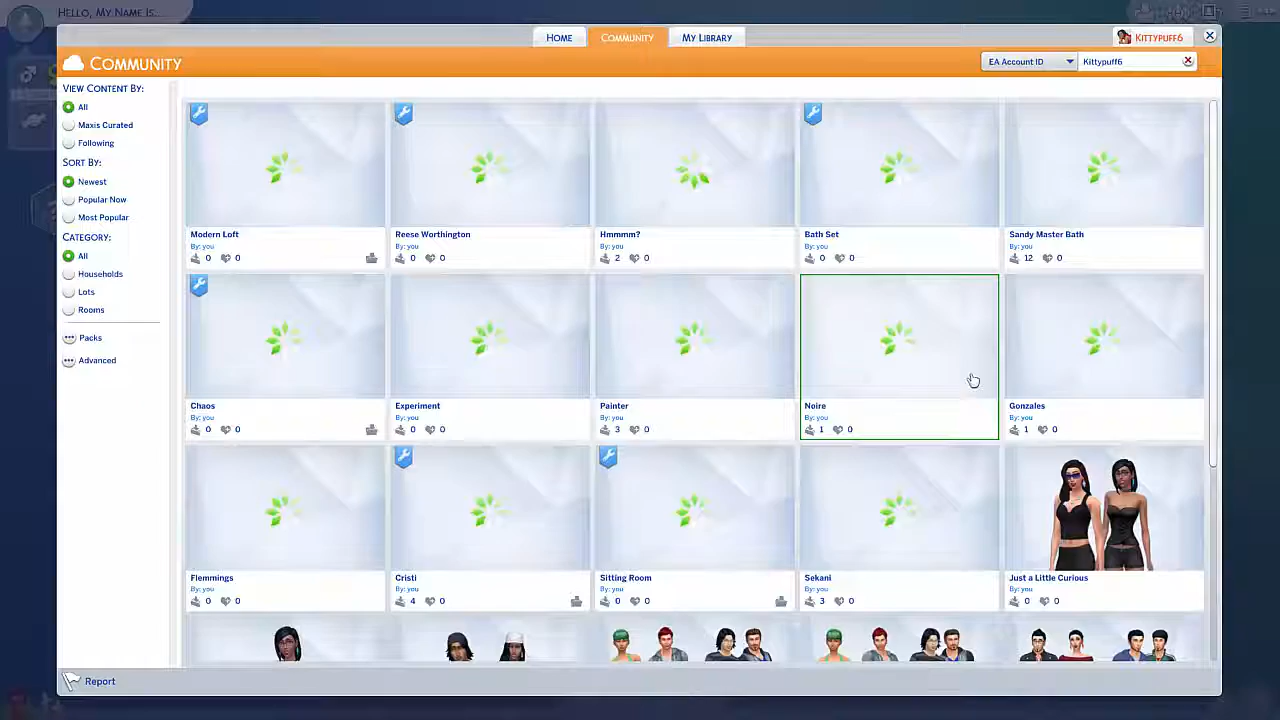 HELLO, MY NAME IS...
HOME
COMMUNITY
MY LIBRARY
KITTYPUFF6
COMMUNITY
EA Account ID
Kittypuff6
VIEW CONTENT BY:
All
Maxis Curated
Following
SORT BY:
Newest
Popular Now
Most Popular
CATEGORY:
All
Households
Lots
Rooms
Packs
Advanced
Modern Loft
By: you
0 0
Reese Worthington
By: you
0 0
Hmmmm?
By: you
2 0
Bath Set
By: you
0 0
Sandy Master Bath
By: you
12 0
Chaos
By: you
0 0
Experiment
By: you
0 0
Painter
By: you
3 0
Noire
By: you
1 0
Gonzales
By: you
1 0
Flemmings
By: you
0 0
Cristi
By: you
4 0
Sitting Room
By: you
0 0
Sekani
By: you
3 0
Just a Little Curious
By: you
0 0
Report